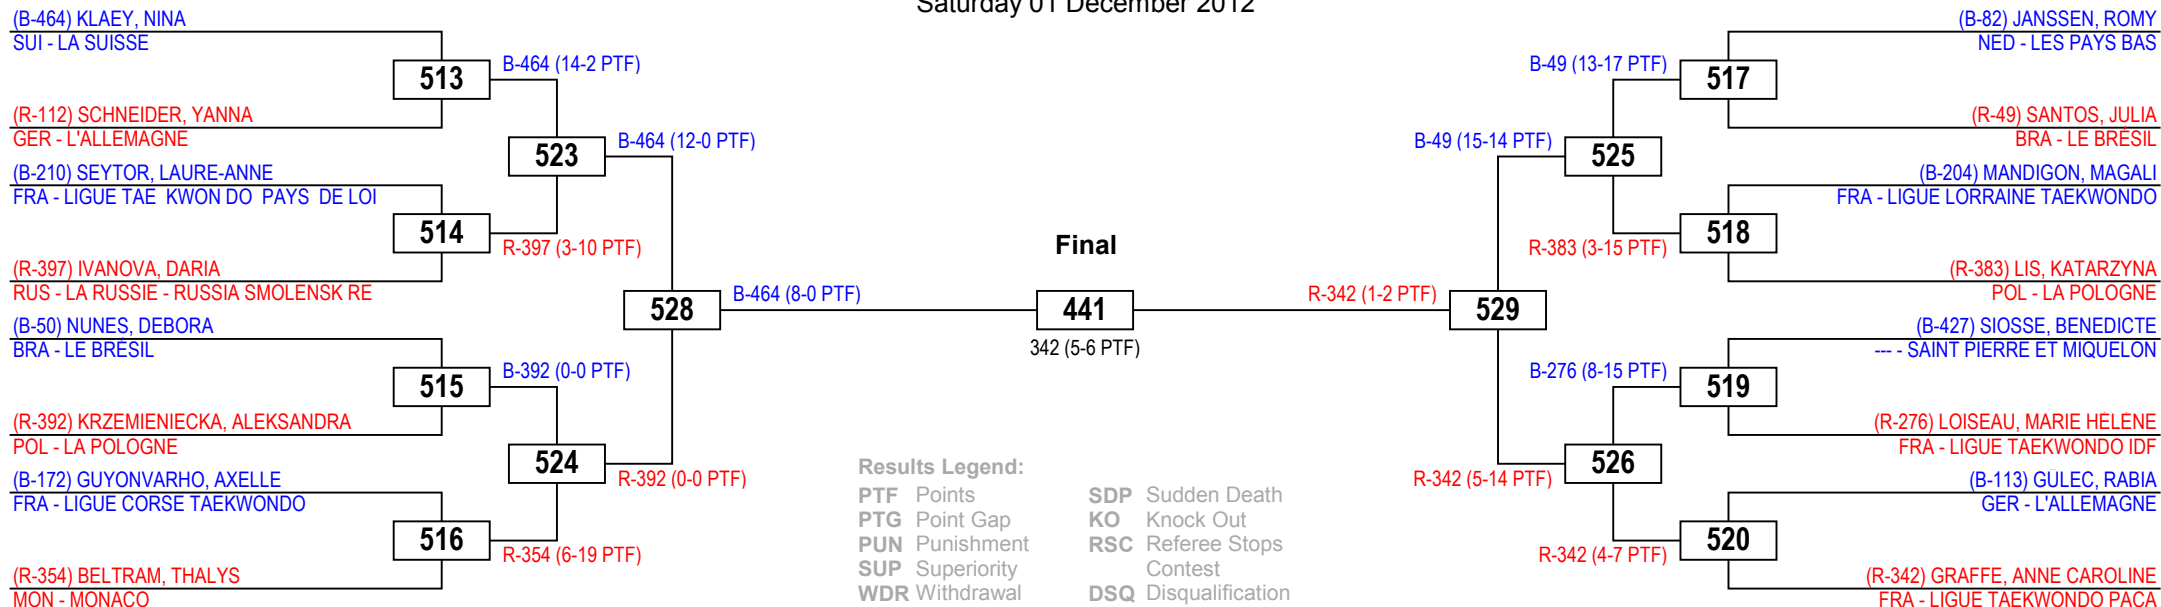 Saturday 01 December 2012
(B-464) KLAEY, NINA
SUI - LA SUISSE
513
B-464 (14-2 PTF)
(R-112) SCHNEIDER, YANNA
GER - L'ALLEMAGNE
523
B-464 (12-0 PTF)
(B-210) SEYTOR, LAURE-ANNE
FRA - LIGUE TAE KWON DO PAYS DE LOI
514
R-397 (3-10 PTF)
(R-397) IVANOVA, DARIA
RUS - LA RUSSIE - RUSSIA SMOLENSK RE
528
B-464 (8-0 PTF)
(B-50) NUNES, DEBORA
BRA - LE BRÉSIL
515
B-392 (0-0 PTF)
(R-392) KRZEMIENIECKA, ALEKSANDRA
POL - LA POLOGNE
524
R-392 (0-0 PTF)
(B-172) GUYONVARHO, AXELLE
FRA - LIGUE CORSE TAEKWONDO
516
R-354 (6-19 PTF)
(R-354) BELTRAM, THALYS
MON - MONACO
Final
441
342 (5-6 PTF)
(B-82) JANSSEN, ROMY
NED - LES PAYS BAS
B-49 (13-17 PTF)
517
(R-49) SANTOS, JULIA
BRA - LE BRÉSIL
B-49 (15-14 PTF)
525
(B-204) MANDIGON, MAGALI
FRA - LIGUE LORRAINE TAEKWONDO
R-383 (3-15 PTF)
518
(R-383) LIS, KATARZYNA
POL - LA POLOGNE
R-342 (1-2 PTF)
529
(B-427) SIOSSE, BENEDICTE
--- - SAINT PIERRE ET MIQUELON
B-276 (8-15 PTF)
519
(R-276) LOISEAU, MARIE HÉLÈNE
FRA - LIGUE TAEKWONDO IDF
R-342 (5-14 PTF)
526
(B-113) GÜLEC, RABIA
GER - L'ALLEMAGNE
R-342 (4-7 PTF)
520
(R-342) GRAFFE, ANNE CAROLINE
FRA - LIGUE TAEKWONDO PACA
Results Legend:
PTF Points
PTG Point Gap
PUN Punishment
SUP Superiority
WDR Withdrawal
SDP Sudden Death
KO Knock Out
RSC Referee Stops
Contest
DSQ Disqualification